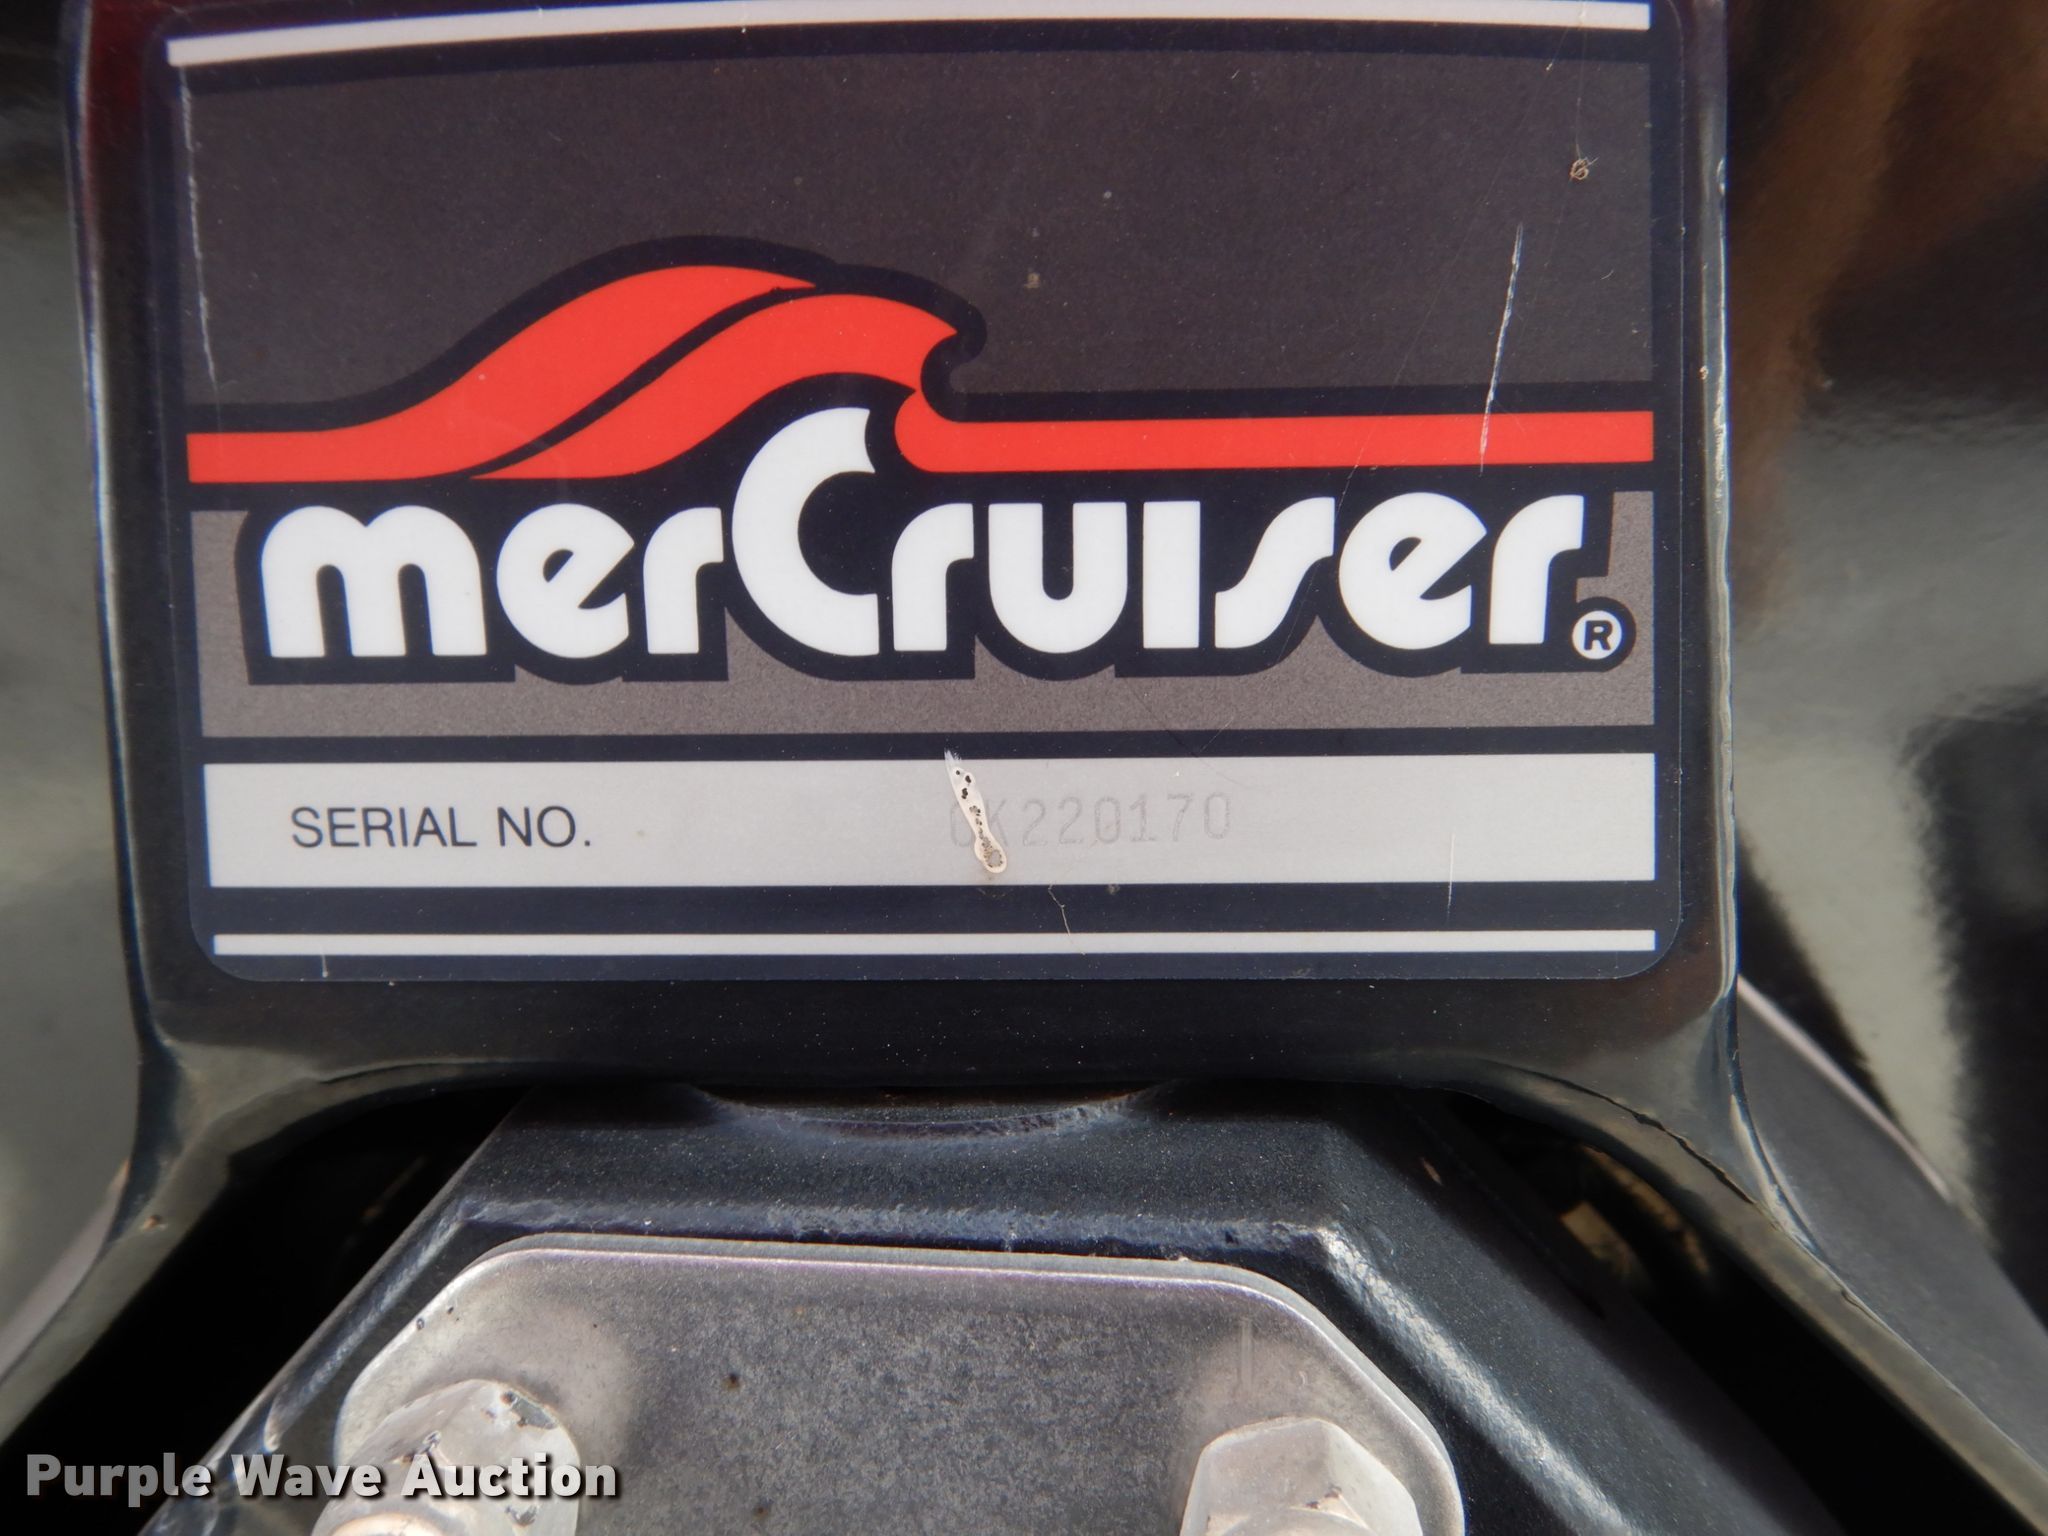 merCruiser®
SERIAL NO. 0K220170
Purple Wave Auction